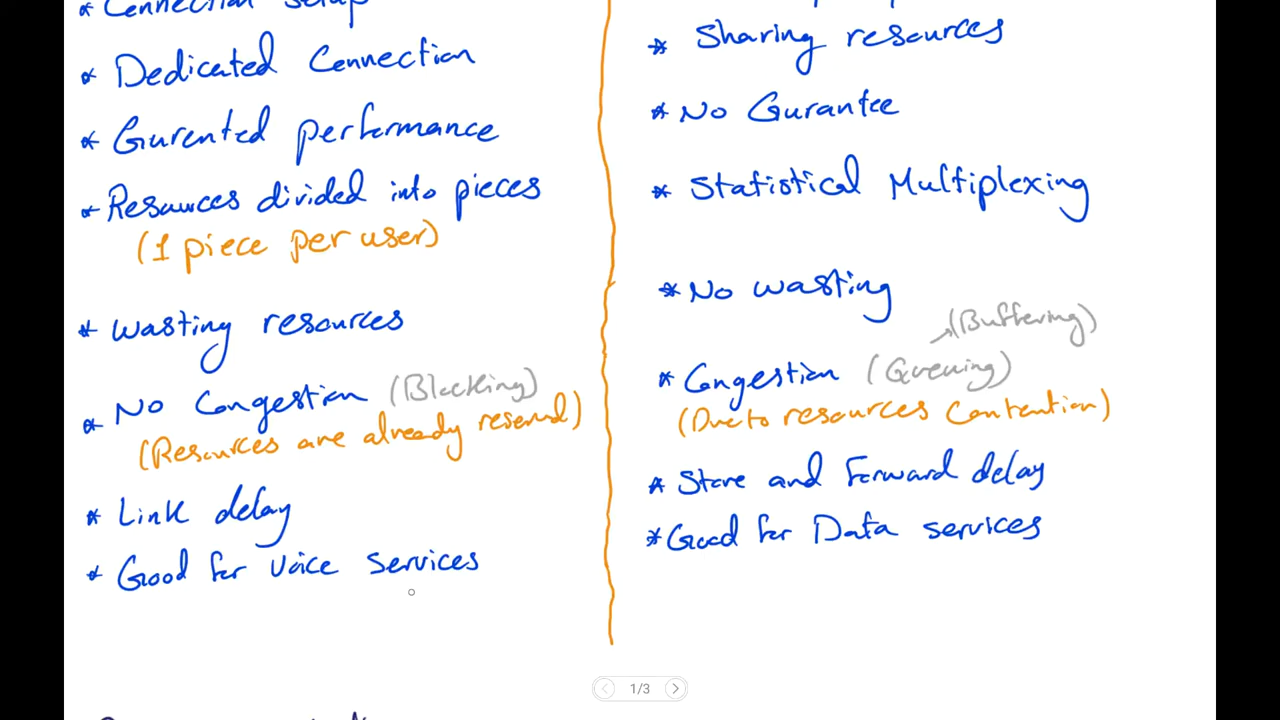 * Connection setup
* Dedicated Connection
* Gurented performance
* Resources divided into pieces
(1 piece per user)
* Wasting resources
* No Congestion (Blocking)
(Resources are already reserved)
* Link delay
* Good for Voice services
* Sharing resources
* No Gurantee
* Statistical Multiplexing
* No wasting
(Buffering)
* Congestion (Queuing)
(Due to resources Contention)
* Store and Forward delay
* Good for Data services
1/3